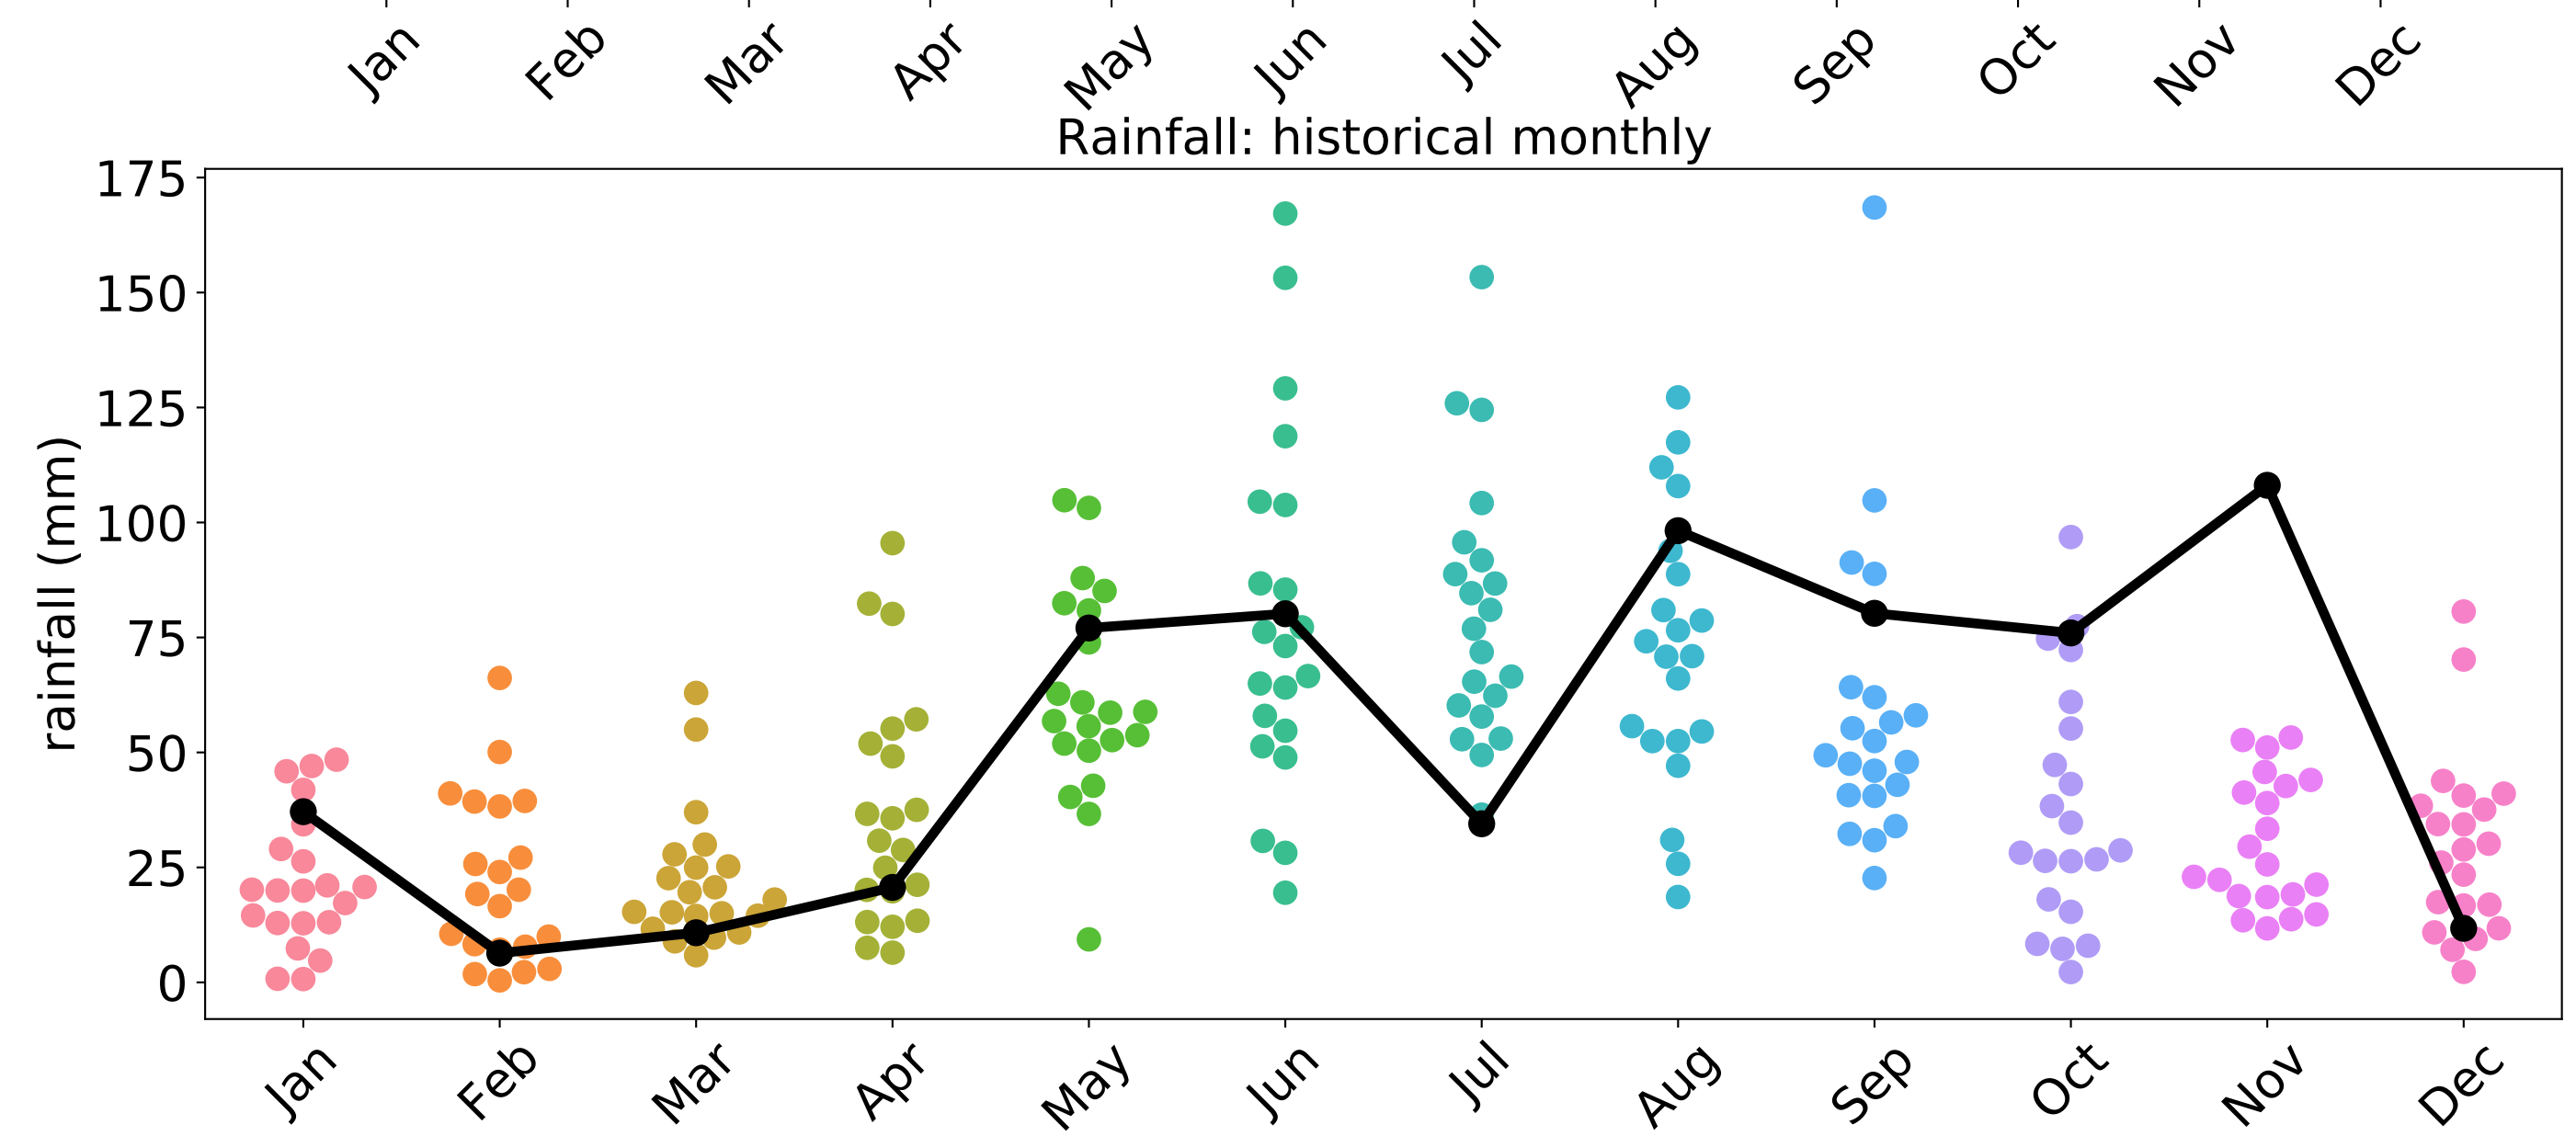 Jan Feb Mar Apr May Jun Jul Aug Sep Oct Nov Dec
Rainfall: historical monthly
175
150
125
100
75
50
25
0
rainfall (mm)
Jan Feb Mar Apr May Jun Jul Aug Sep Oct Nov Dec